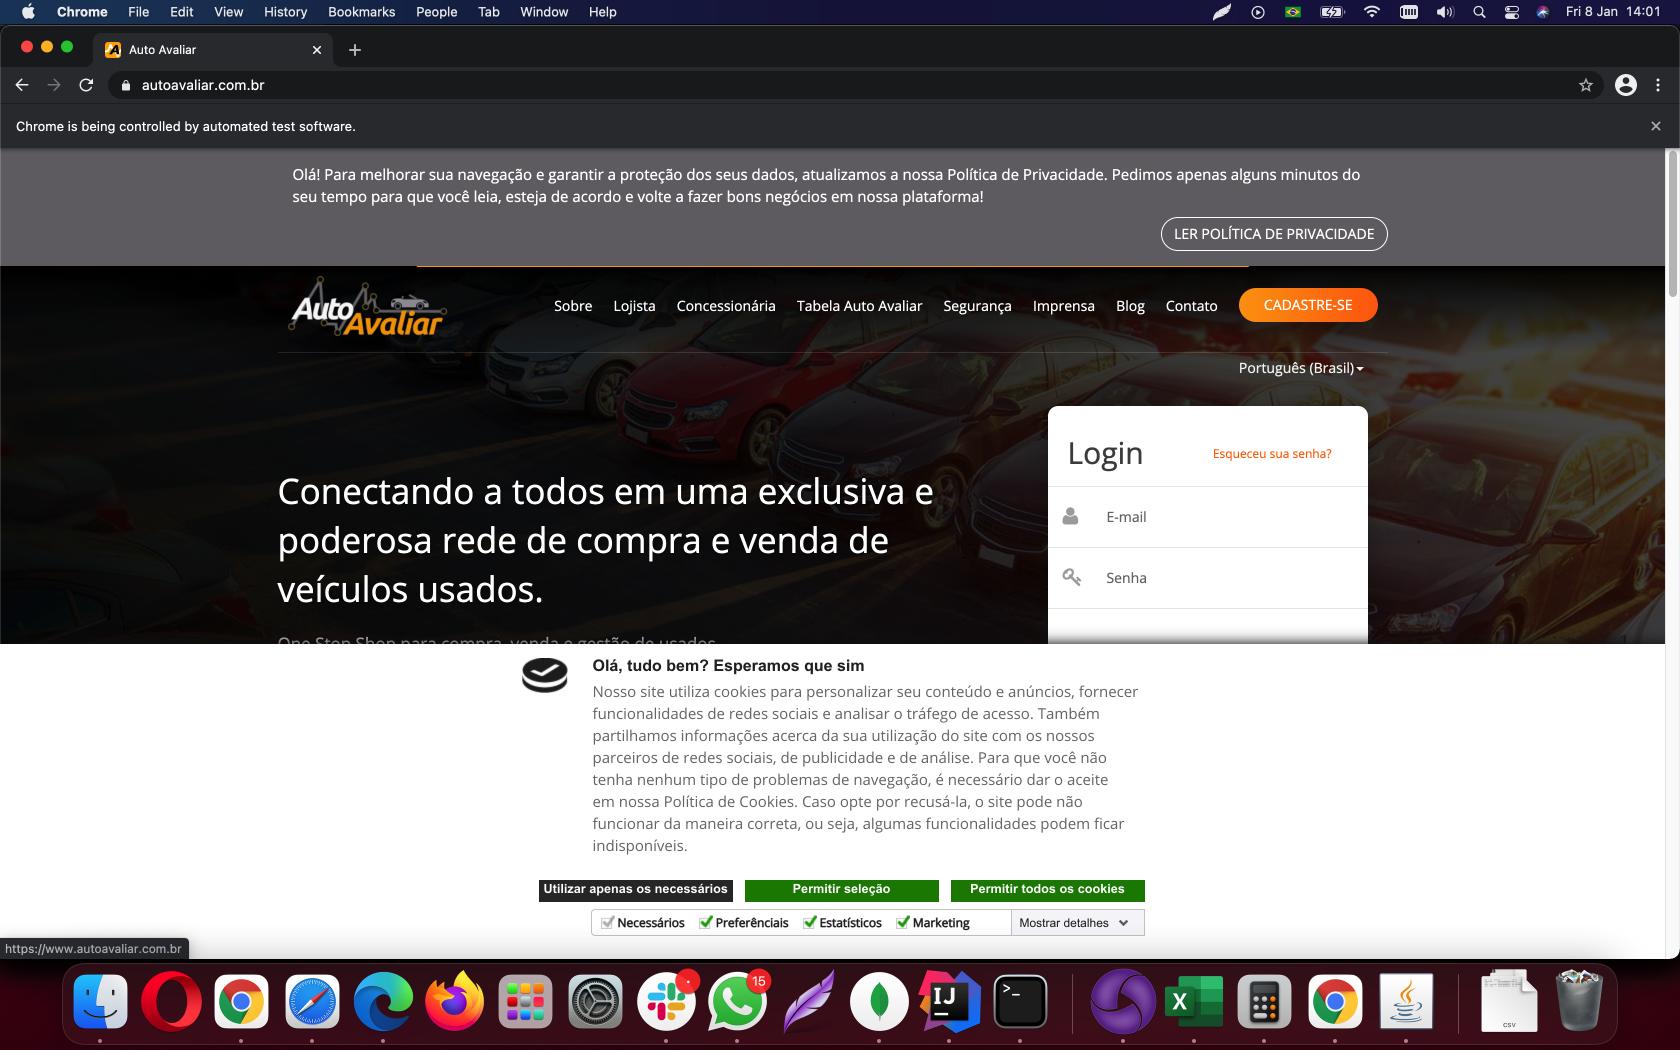 Chrome File Edit View History Bookmarks People Tab Window Help Fri 8 Jan 14:01
Auto Avaliar
autoavaliar.com.br
Chrome is being controlled by automated test software.
Olá! Para melhorar sua navegação e garantir a proteção dos seus dados, atualizamos a nossa Política de Privacidade. Pedimos apenas alguns minutos do
seu tempo para que você leia, esteja de acordo e volte a fazer bons negócios em nossa plataforma!
LER POLÍTICA DE PRIVACIDADE
Auto Avaliar
Sobre Lojista Concessionária Tabela Auto Avaliar Segurança Imprensa Blog Contato CADASTRE-SE
Português (Brasil)
Login Esqueceu sua senha?
E-mail
Senha
Conectando a todos em uma exclusiva e
poderosa rede de compra e venda de
veículos usados.
One Stop Shop para compra, venda e gestão de usados
Olá, tudo bem? Esperamos que sim
Nosso site utiliza cookies para personalizar seu conteúdo e anúncios, fornecer
funcionalidades de redes sociais e analisar o tráfego de acesso. Também
partilhamos informações acerca da sua utilização do site com os nossos
parceiros de redes sociais, de publicidade e de análise. Para que você não
tenha nenhum tipo de problemas de navegação, é necessário dar o aceite
em nossa Política de Cookies. Caso opte por recusá-la, o site pode não
funcionar da maneira correta, ou seja, algumas funcionalidades podem ficar
indisponíveis.
Utilizar apenas os necessários Permitir seleção Permitir todos os cookies
Necessários Preferênciais Estatísticos Marketing Mostrar detalhes
https://www.autoavaliar.com.br
15
IJ
>_
X
CSV